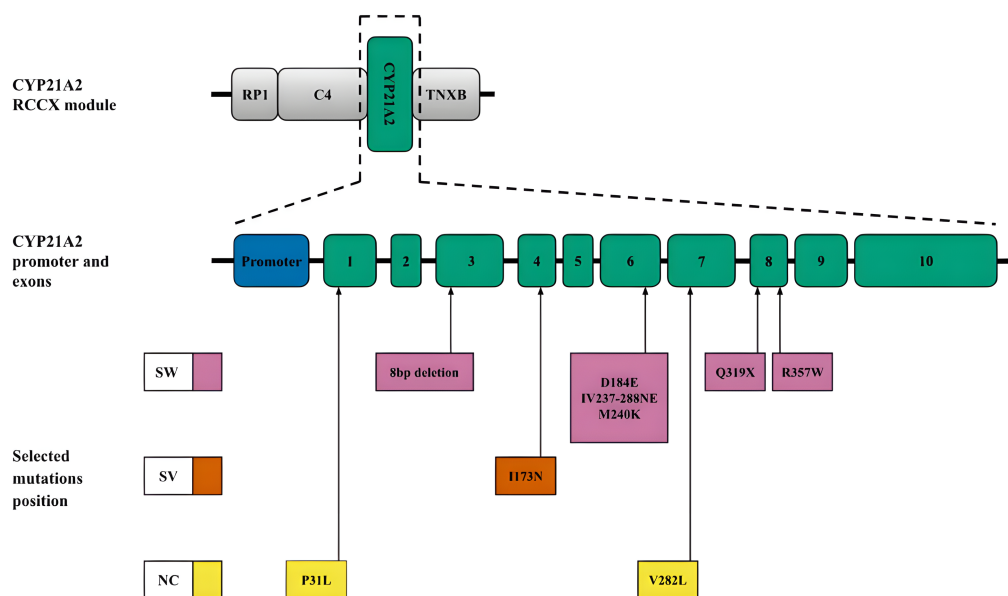 CYP21A2
RCCX module
RP1
C4
CYP21A2
TNXB
CYP21A2
promoter and
exons
Promoter
1
2
3
4
5
6
7
8
9
10
SW
8bp deletion
D184E
IV237-288NE
M240K
Q319X
R357W
Selected
mutations
position
SV
I173N
NC
P31L
V282L